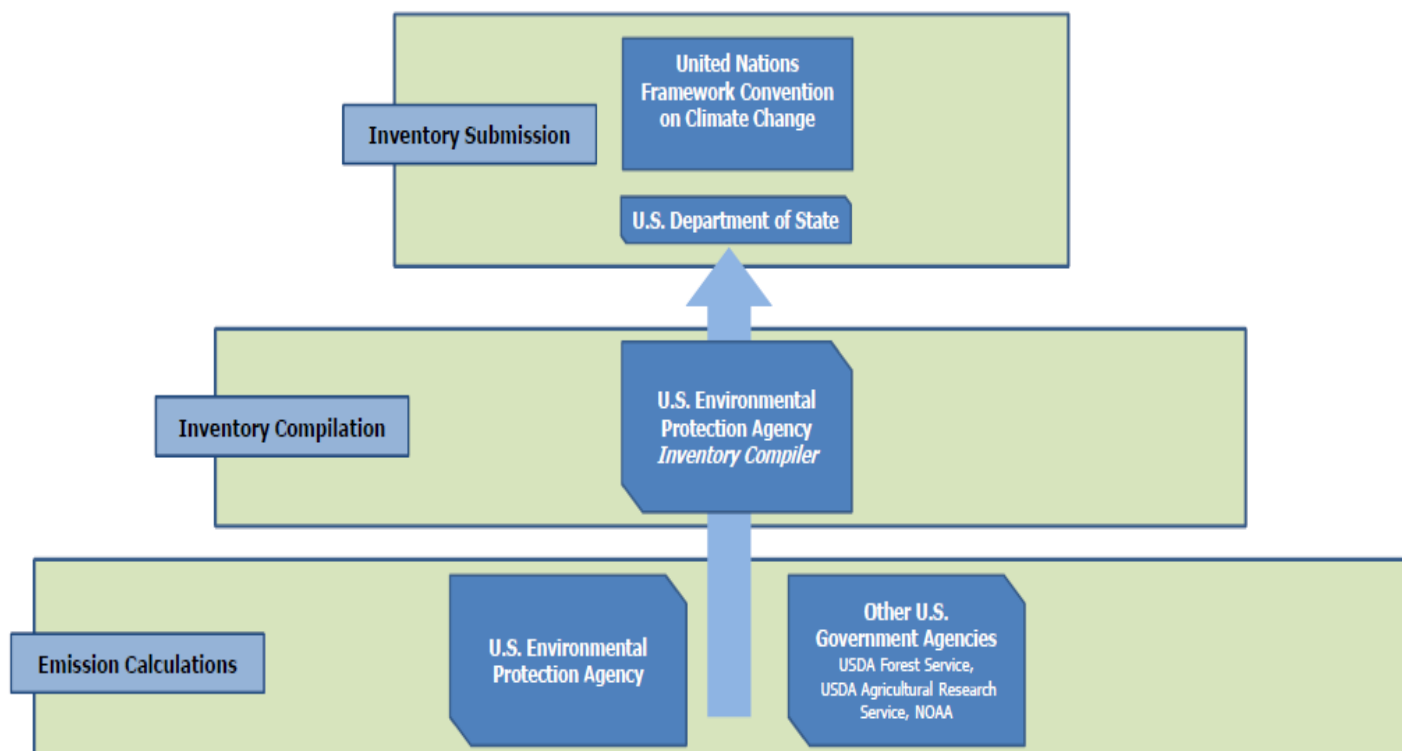 United Nations
Framework Convention
on Climate Change
Inventory Submission
U.S. Department of State
U.S. Environmental
Protection Agency
Inventory Compiler
Inventory Compilation
U.S. Environmental
Protection Agency
Other U.S.
Government Agencies
USDA Forest Service,
USDA Agricultural Research
Service, NOAA
Emission Calculations